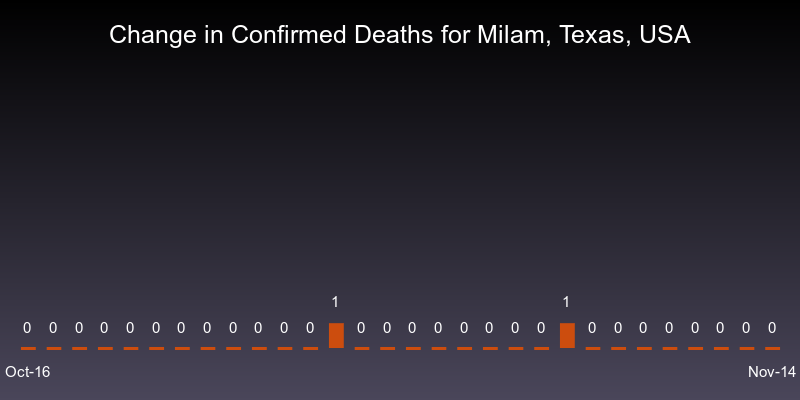 Change in Confirmed Deaths for Milam, Texas, USA
1 1
0 0 0 0 0 0 0 0 0 0 0 0 0 0 0 0 0 0 0 0 0 0 0 0 0 0 0 0
Oct-16 Nov-14